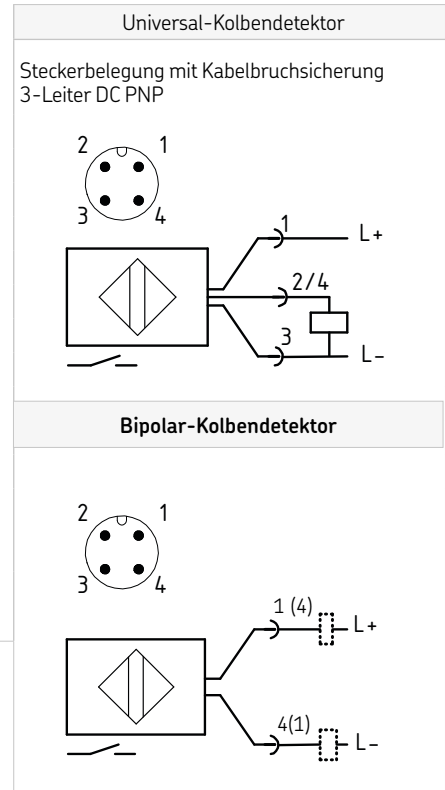 Universal-Kolbendetektor
Steckerbelegung mit Kabelbruchsicherung
3-Leiter DC PNP
2 1
3 4
1 L+
2/4
3 L-
Bipolar-Kolbendetektor
2 1
3 4
1 (4) L+
4(1) L-